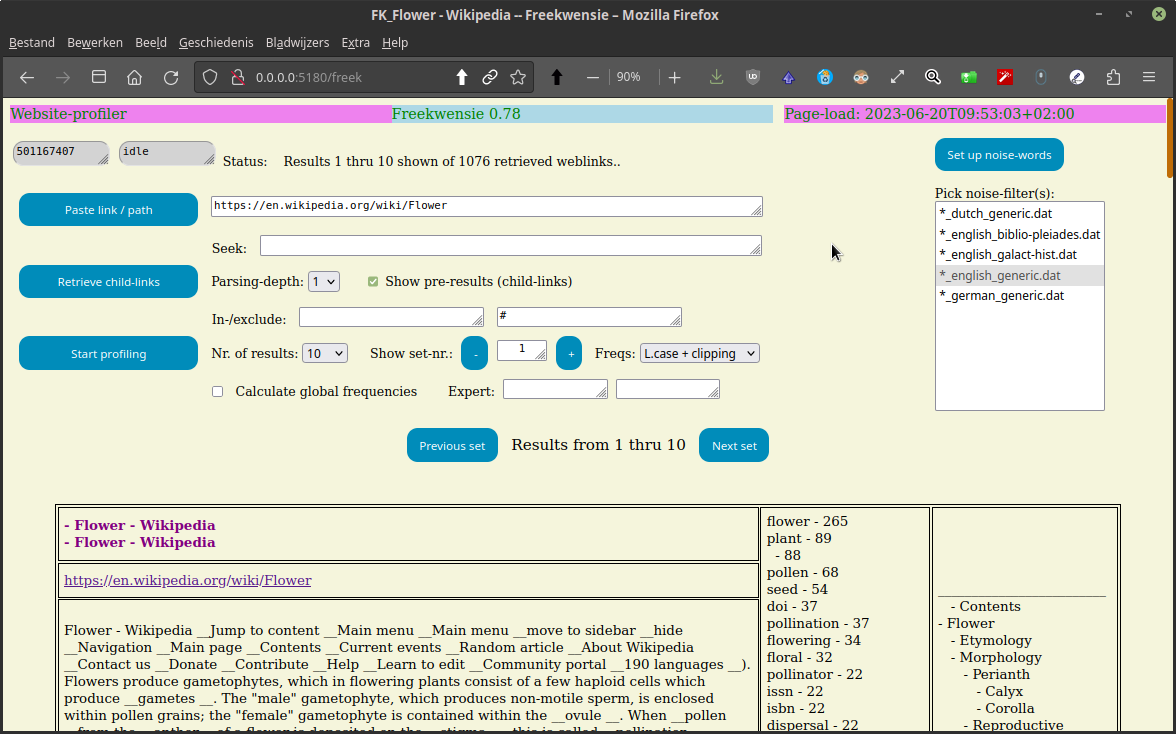 FK_Flower - Wikipedia -- Freekwensie – Mozilla Firefox
Bestand Bewerken Beeld Geschiedenis Bladwijzers Extra Help
0.0.0.0:5180/freek 90%
Website-profiler Freekwensie 0.78 Page-load: 2023-06-20T09:53:03+02:00
501167407 idle Status: Results 1 thru 10 shown of 1076 retrieved weblinks..
Set up noise-words
Paste link / path https://en.wikipedia.org/wiki/Flower
Seek:
Retrieve child-links Parsing-depth: 1 Show pre-results (child-links)
In-/exclude: #
Start profiling Nr. of results: 10 Show set-nr.: - 1 + Freqs: L.case + clipping
Calculate global frequencies Expert:
Pick noise-filter(s):
*_dutch_generic.dat
*_english_biblio-pleiades.dat
*_english_galact-hist.dat
*_english_generic.dat
*_german_generic.dat
Previous set Results from 1 thru 10 Next set
- Flower - Wikipedia
- Flower - Wikipedia
https://en.wikipedia.org/wiki/Flower
Flower - Wikipedia __Jump to content __Main menu __Main menu __move to sidebar __hide
__Navigation __Main page __Contents __Current events __Random article __About Wikipedia
__Contact us __Donate __Contribute __Help __Learn to edit __Community portal __190 languages __).
Flowers produce gametophytes, which in flowering plants consist of a few haploid cells which
produce __gametes __. The "male" gametophyte, which produces non-motile sperm, is enclosed
within pollen grains; the "female" gametophyte is contained within the __ovule __. When __pollen
flower - 265
plant - 89
- 88
pollen - 68
seed - 54
doi - 37
pollination - 37
flowering - 34
floral - 32
pollinator - 22
issn - 22
isbn - 22
dispersal - 22
- Contents
- Flower
- Etymology
- Morphology
- Perianth
- Calyx
- Corolla
- Reproductive